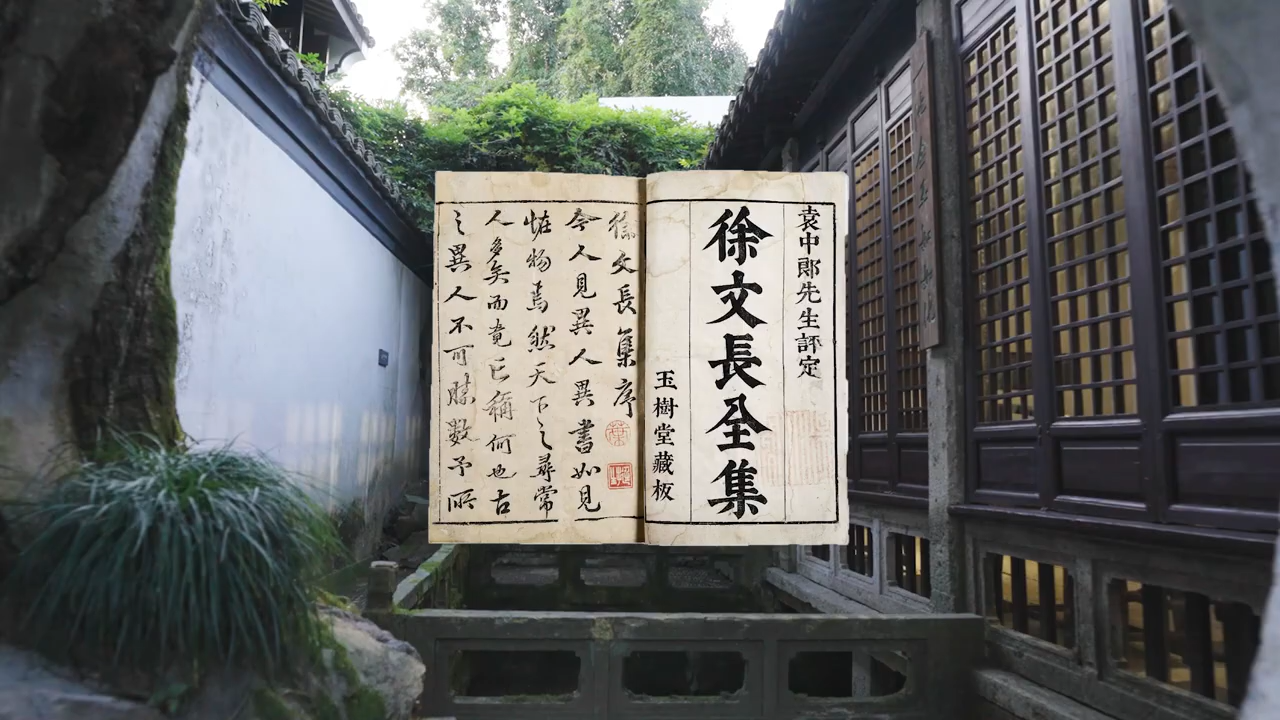 袁中郎先生評定
徐文長全集
玉樹堂藏板
徐文長集序
今人見異人異書如見
恠物焉然天下之尋常
人多矣而竟已稱何也古
之異人不可勝數予所